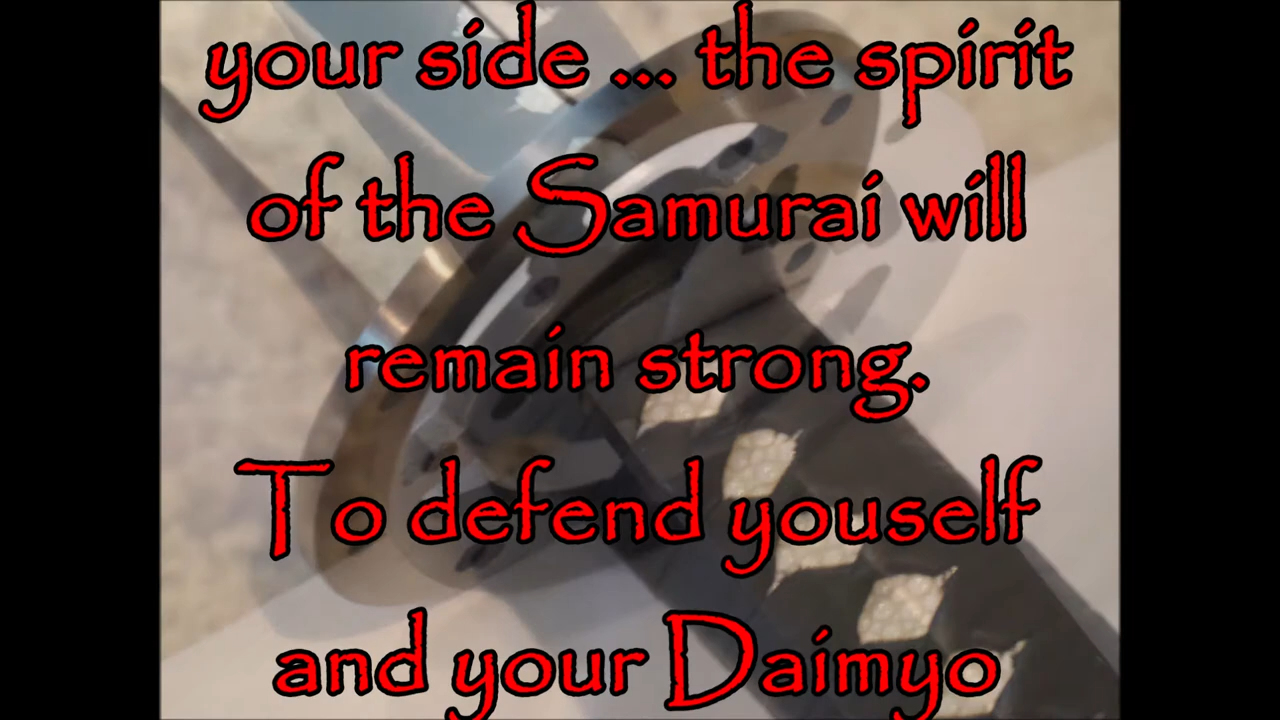 your side ... the spirit
of the Samurai will
remain strong.
To defend youself
and your Daimyo